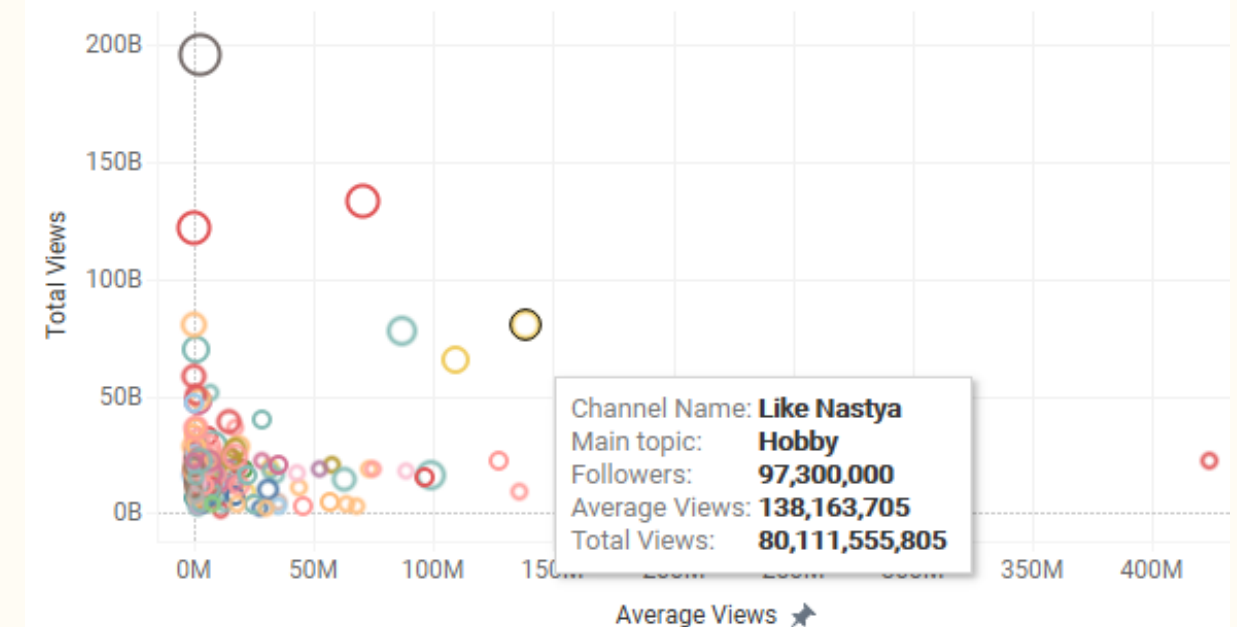 200B
150B
Total Views
100B
50B
0B
Channel Name: Like Nastya
Main topic: Hobby
Followers: 97,300,000
Average Views: 138,163,705
Total Views: 80,111,555,805
0M 50M 100M 350M 400M
Average Views